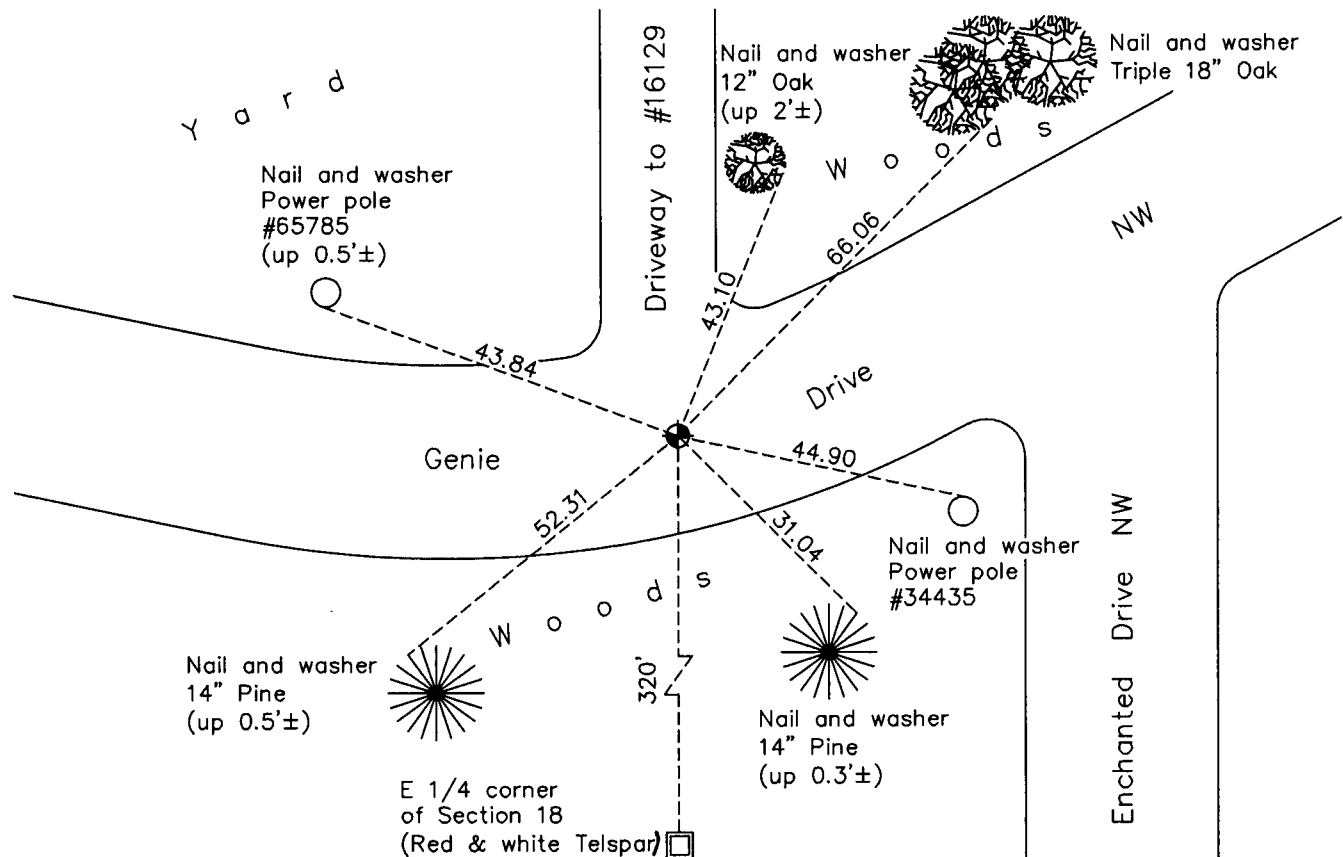 Yard
Driveway to #16129
Nail and washer
12" Oak
(up 2'±)
Nail and washer
Triple 18" Oak
Woods
Nail and washer
Power pole
#65785
(up 0.5'±)
43.10
66.06
NW
43.84
Drive
Genie
44.90
52.31
31.04
Nail and washer
Power pole
#34435
Woods
Nail and washer
14" Pine
(up 0.5'±)
320'
Nail and washer
14" Pine
(up 0.3'±)
Enchanted Drive NW
E 1/4 corner
of Section 18
(Red & white Telspar)